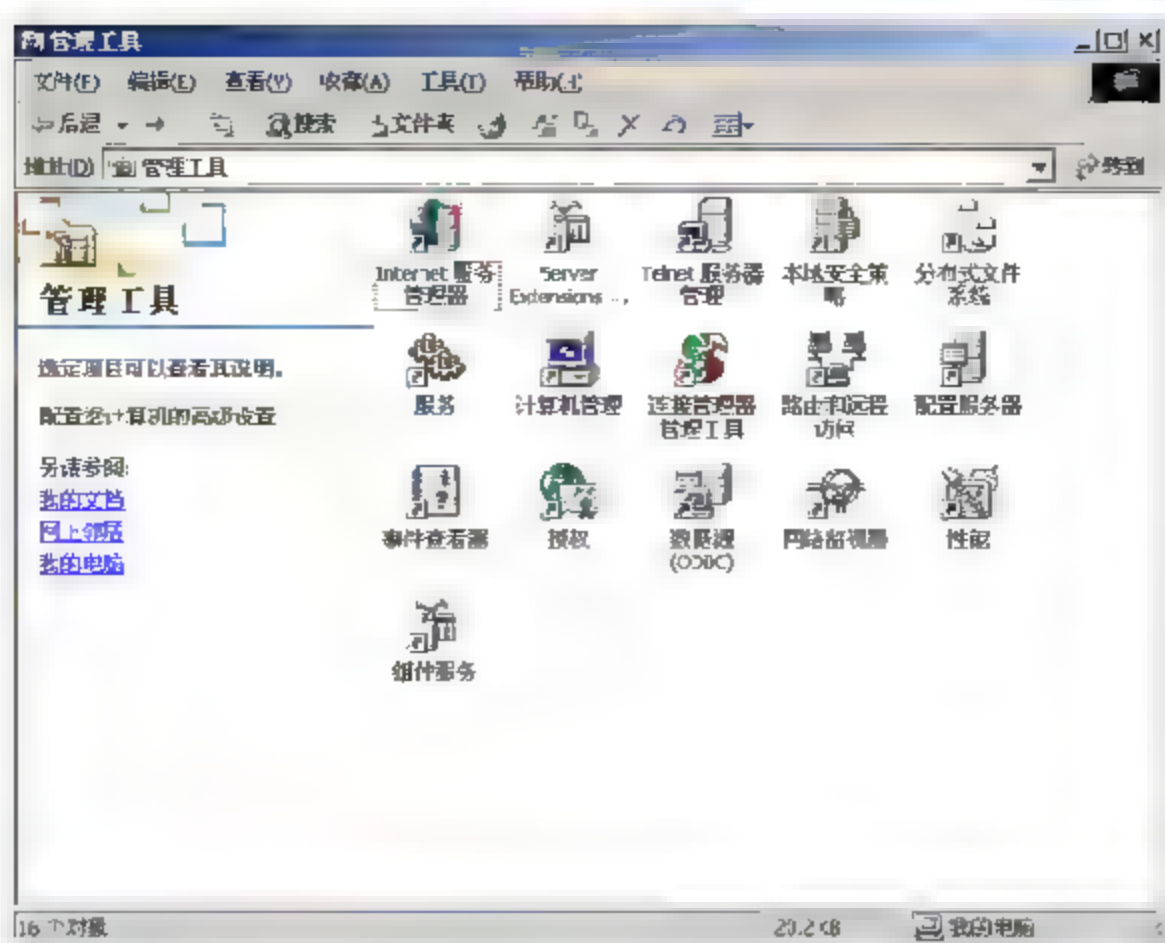 管理工具
文件(F) 编辑(E) 查看(V) 收藏(A) 工具(T) 帮助(H)
后退 搜索 文件夹
地址(D) 管理工具 转到
管理工具
选定项目可以查看其说明。
配置您计算机的高级设置
另请参阅:
我的文档
网上邻居
我的电脑
Internet 服务
管理器
Server
Extensions ...
Telnet 服务器
管理
本地安全策
略
分布式文件
系统
服务
计算机管理
连接管理器
管理工具
路由和远程
访问
配置服务器
事件查看器
授权
数据源
(ODBC)
网络监视器
性能
组件服务
16 个对象 20.2 KB 我的电脑